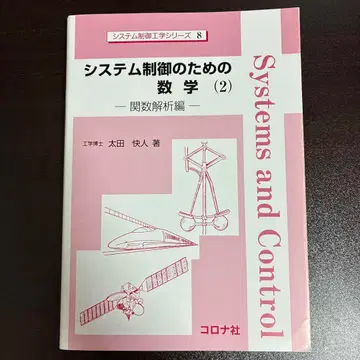 システム制御工学シリーズ 8
システム制御のための
数学 (2)
―関数解析編―
工学博士 太田 快人 著
Systems and Control
コロナ社